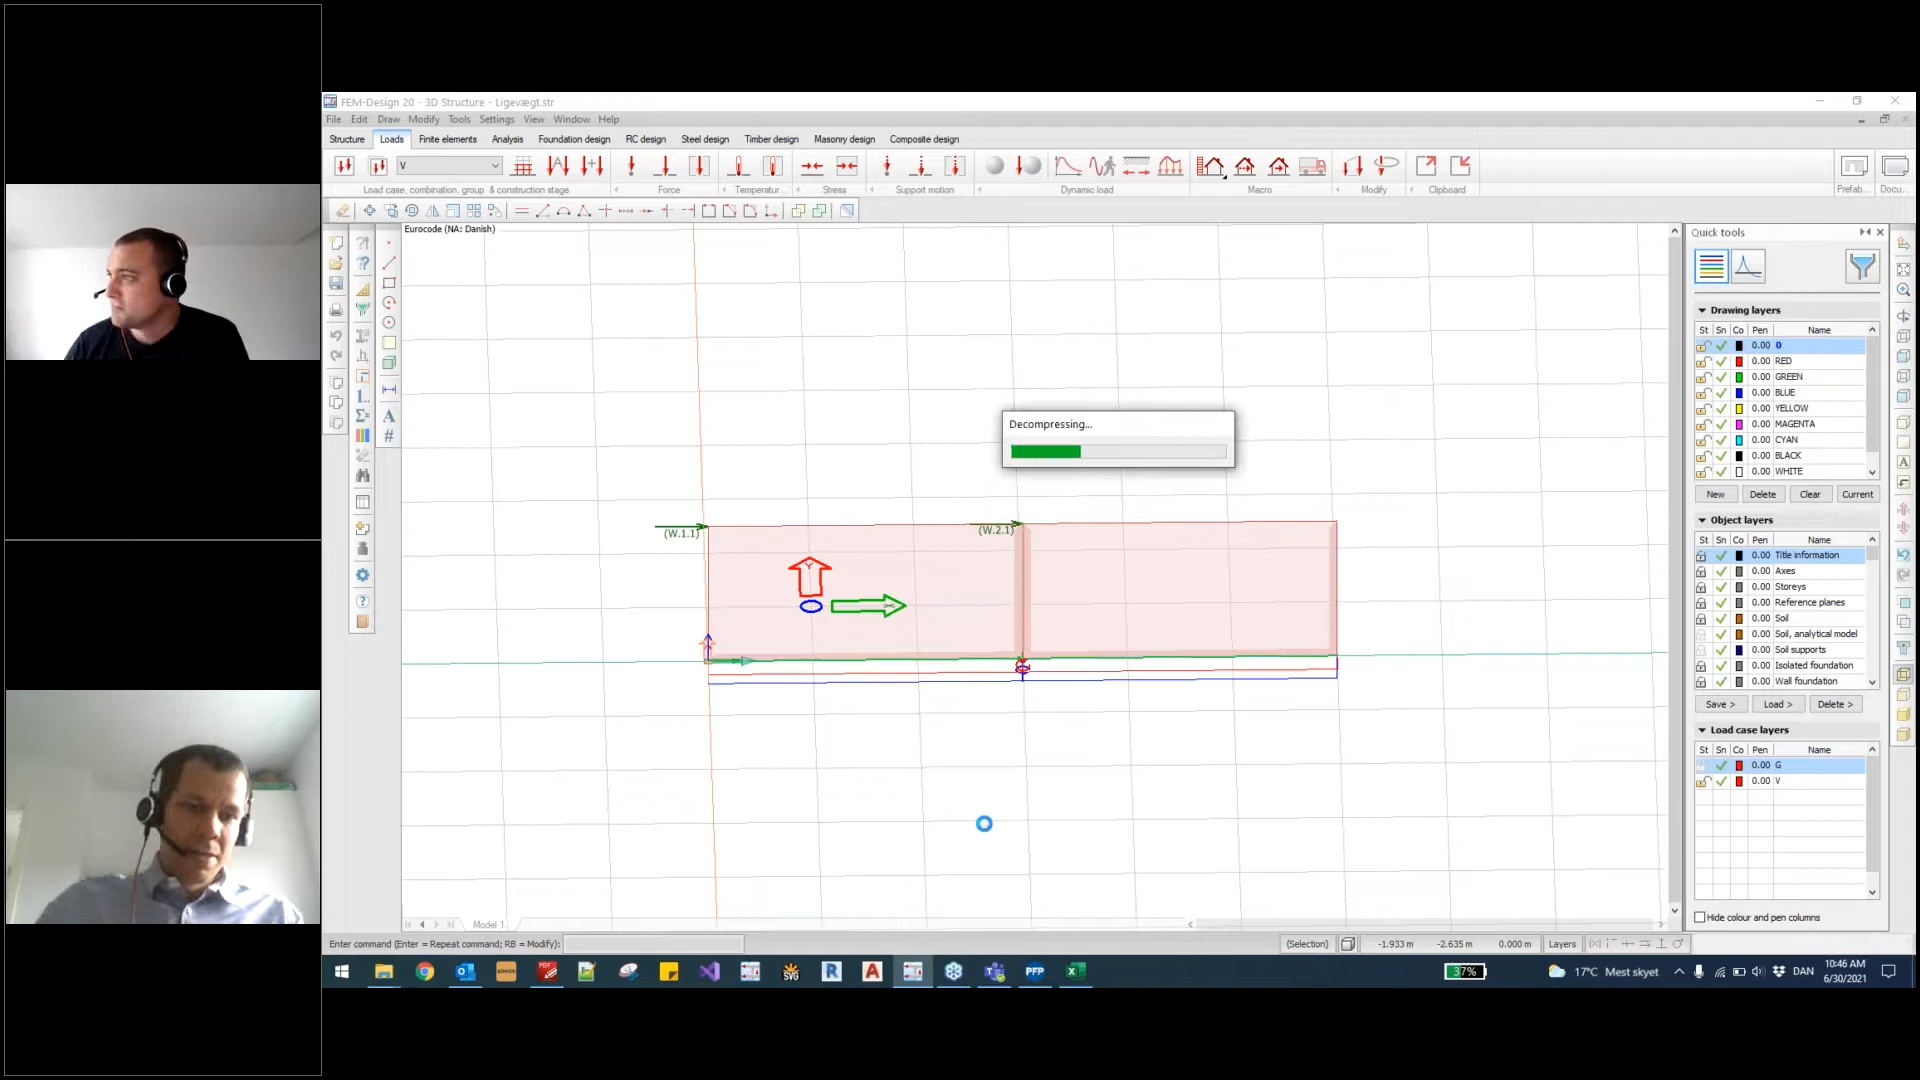 FEM-Design 20 - 3D Structure - Ligevægt.str
File Edit Draw Modify Tools Settings View Window Help
Structure Loads Finite elements Analysis Foundation design RC design Steel design Timber design Masonry design Composite design
V
Load case, combination, group & construction stage Force Temperatur... Stress Support motion Dynamic load Macro Modify Clipboard Prefab... Docu...
Eurocode (NA: Danish)
Quick tools
Drawing layers
St Sn Co Pen Name
0.00 0
0.00 RED
0.00 GREEN
0.00 BLUE
0.00 YELLOW
0.00 MAGENTA
0.00 CYAN
0.00 BLACK
0.00 WHITE
New Delete Clear Current
Decompressing...
(W.1.1)
(W.2.1)
Object layers
St Sn Co Pen Name
0.00 Title information
0.00 Axes
0.00 Storeys
0.00 Reference planes
0.00 Soil
0.00 Soil, analytical model
0.00 Soil supports
0.00 Isolated foundation
0.00 Wall foundation
Save > Load > Delete >
Load case layers
St Sn Co Pen Name
0.00 G
0.00 V
Hide colour and pen columns
Model 1
Enter command (Enter = Repeat command; RB = Modify):
(Selection) -1.933 m -2.635 m 0.000 m Layers
37% 17°C Mest skyet DAN
10:46 AM
6/30/2021